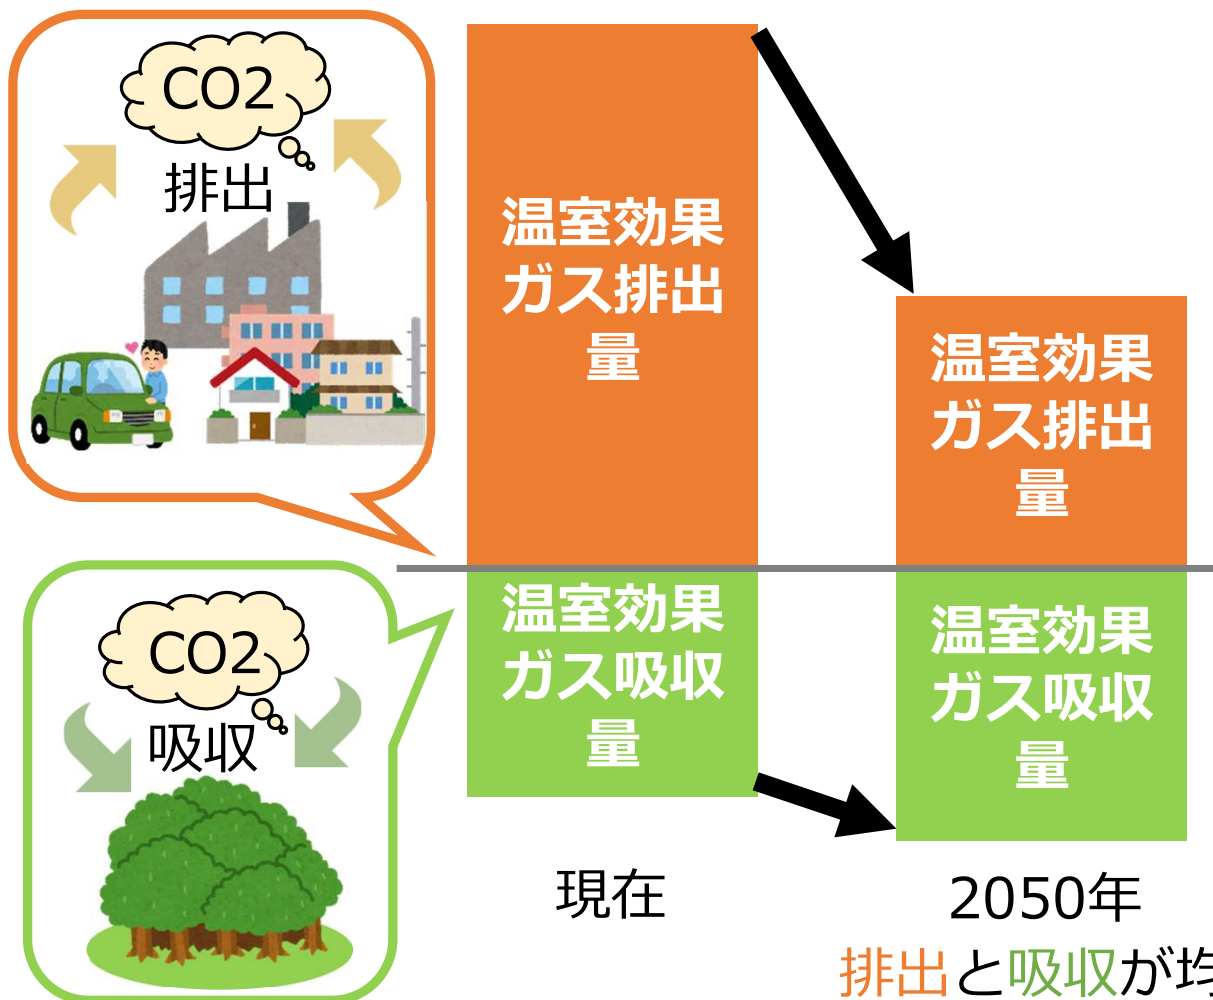 CO2
排出
温室効果
ガス排出
量
温室効果
ガス排出
量
CO2
吸収
温室効果
ガス吸収
量
温室効果
ガス吸収
量
現在
2050年
排出と吸収が均